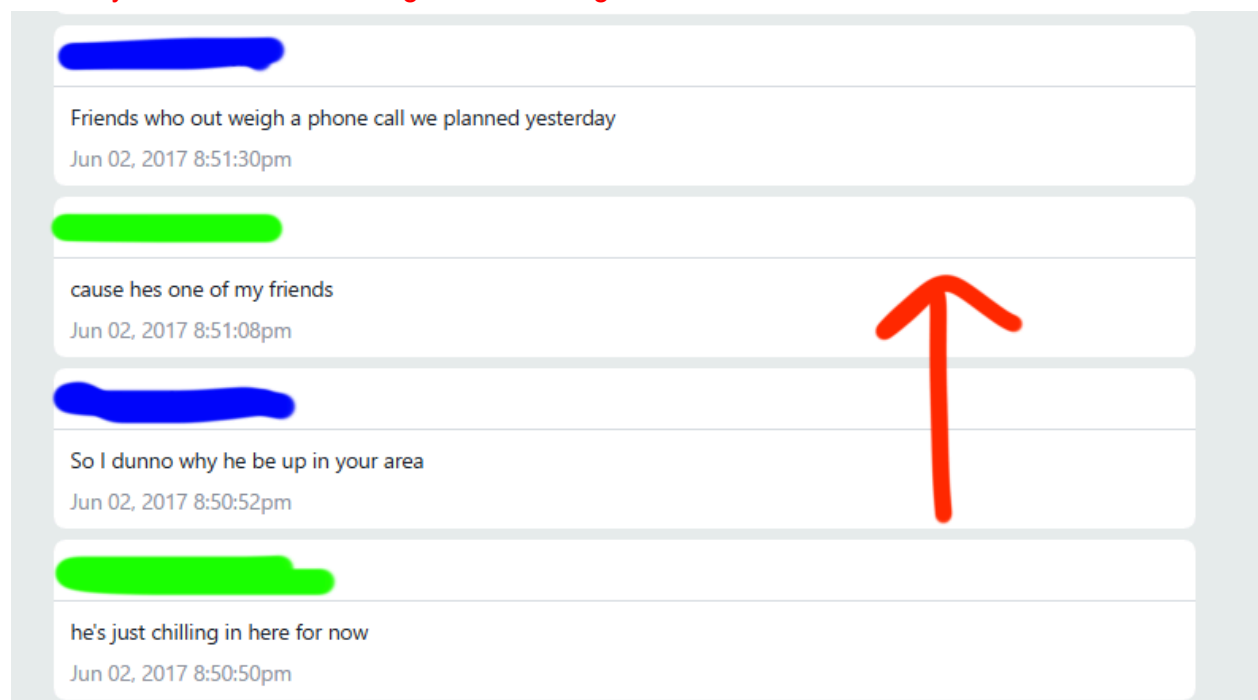 Friends who out weigh a phone call we planned yesterday
Jun 02, 2017 8:51:30pm
cause hes one of my friends
Jun 02, 2017 8:51:08pm
So I dunno why he be up in your area
Jun 02, 2017 8:50:52pm
he's just chilling in here for now
Jun 02, 2017 8:50:50pm